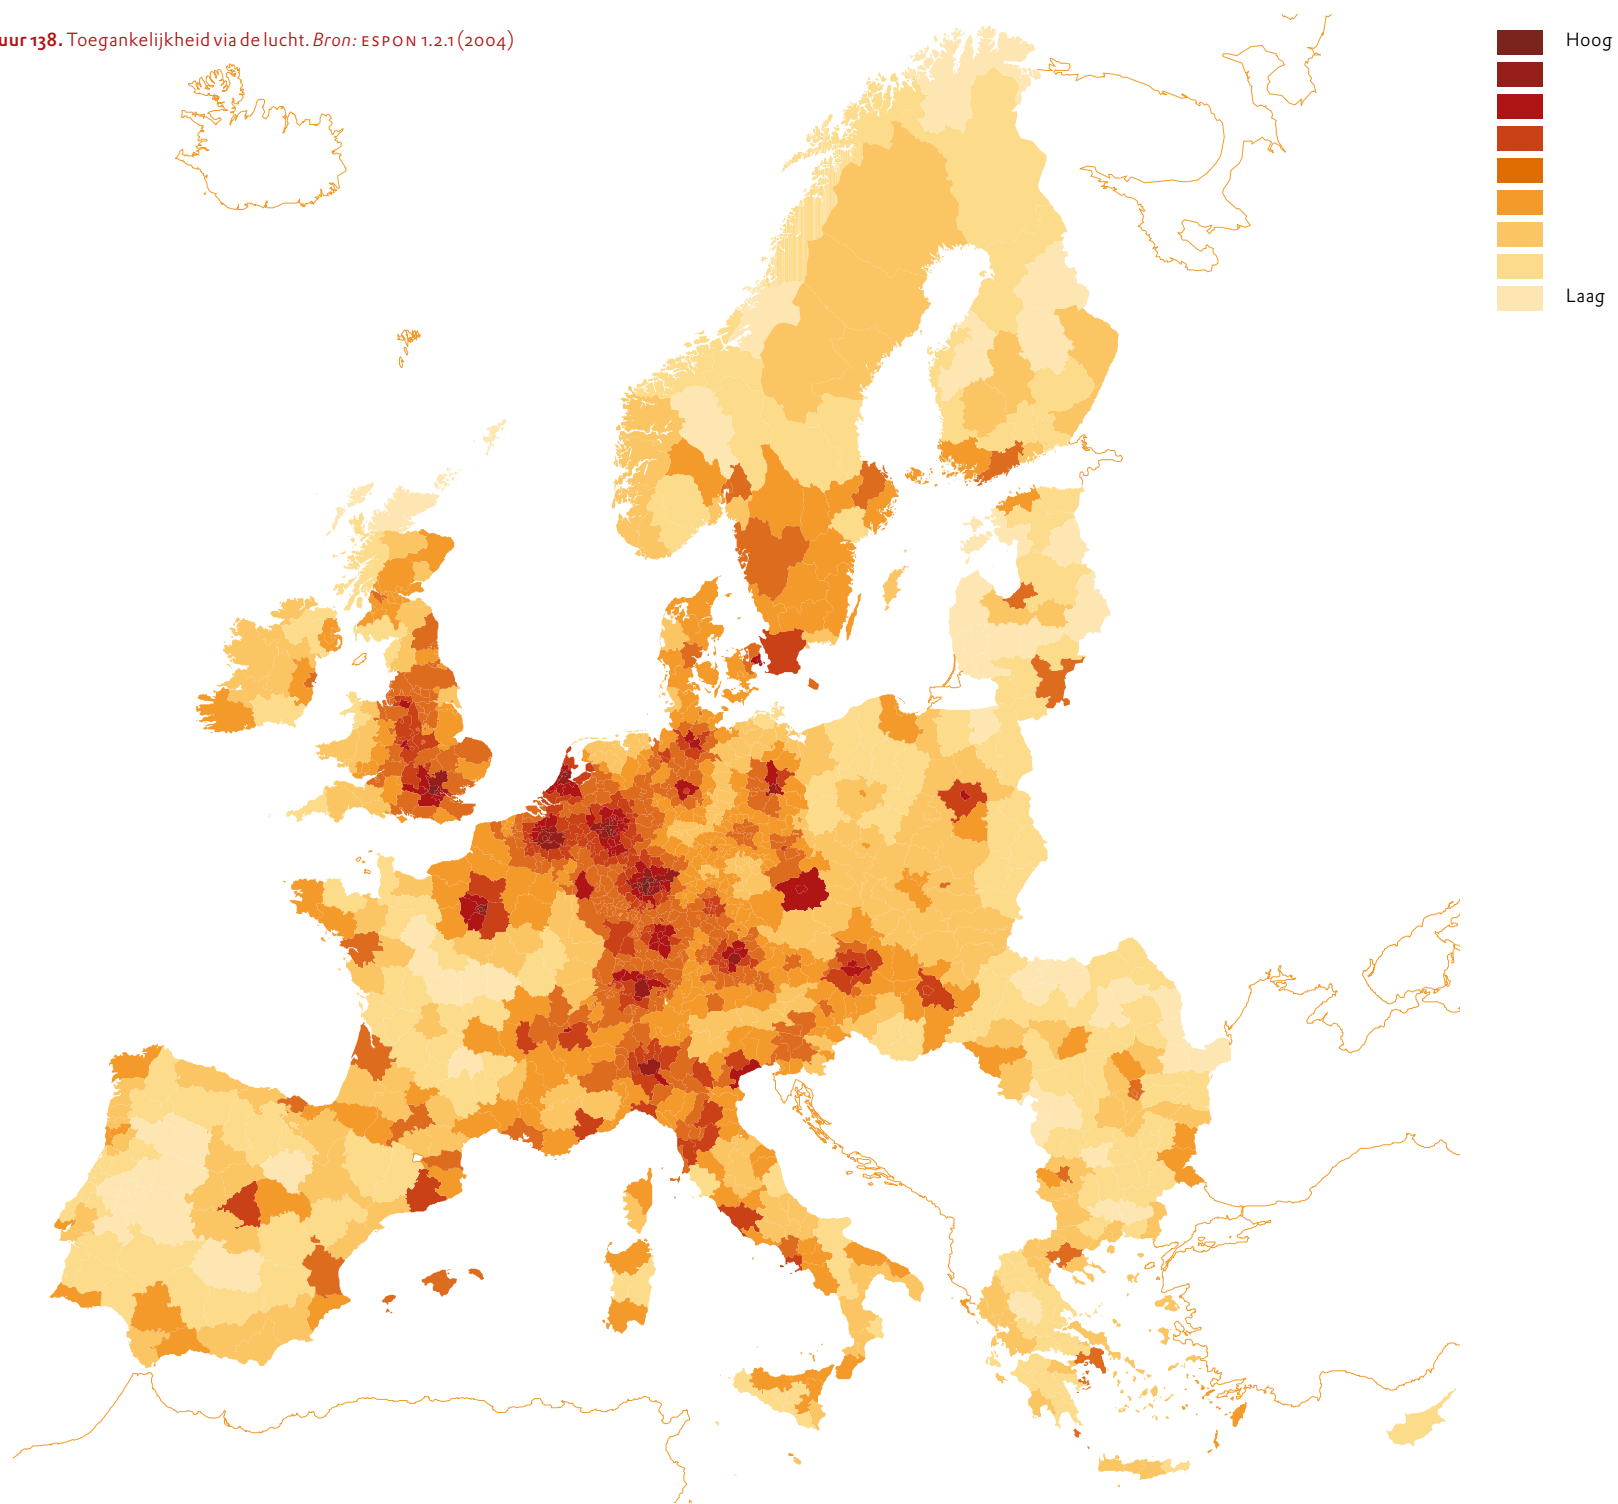 uur 138. Toegankelijkheid via de lucht. Bron: ESPON 1.2.1 (2004)
Hoog
Laag